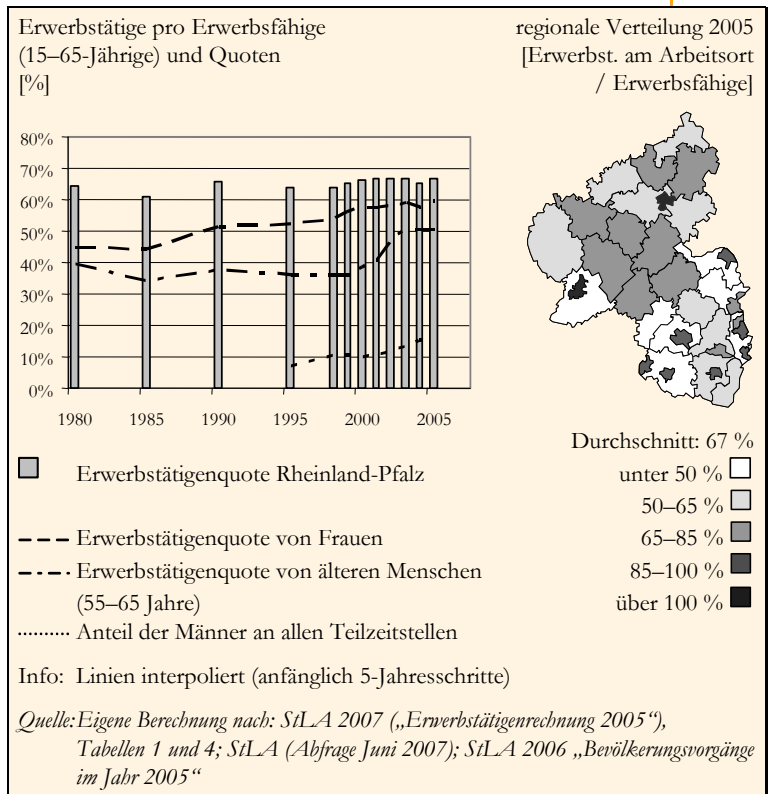 Erwerbstätige pro Erwerbsfähige
(15–65-Jährige) und Quoten
[%]
regionale Verteilung 2005
[Erwerbst. am Arbeitsort
/ Erwerbsfähige]
80%
70%
60%
50%
40%
30%
20%
10%
0%
1980 1985 1990 1995 2000 2005
Erwerbstätigenquote Rheinland-Pfalz
Erwerbstätigenquote von Frauen
Erwerbstätigenquote von älteren Menschen
(55–65 Jahre)
Anteil der Männer an allen Teilzeitstellen
Durchschnitt: 67 %
unter 50 %
50–65 %
65–85 %
85–100 %
über 100 %
Info: Linien interpoliert (anfänglich 5-Jahresschritte)
Quelle: Eigene Berechnung nach: StLA 2007 („Erwerbstätigenrechnung 2005“),
Tabellen 1 und 4; StLA (Abfrage Juni 2007); StLA 2006 „Bevölkerungsvorgänge
im Jahr 2005“